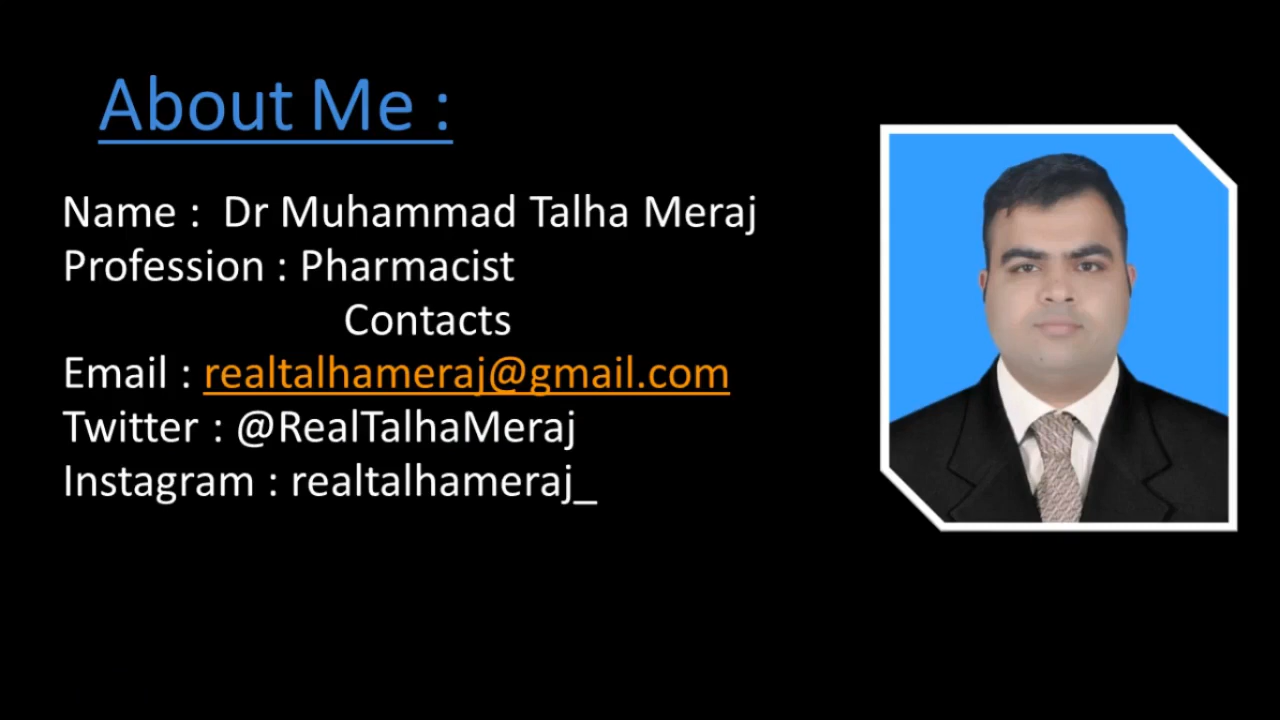 About Me :
Name :  Dr Muhammad Talha Meraj
Profession : Pharmacist
Contacts
Email : realtalhameraj@gmail.com
Twitter : @RealTalhaMeraj
Instagram : realtalhameraj_